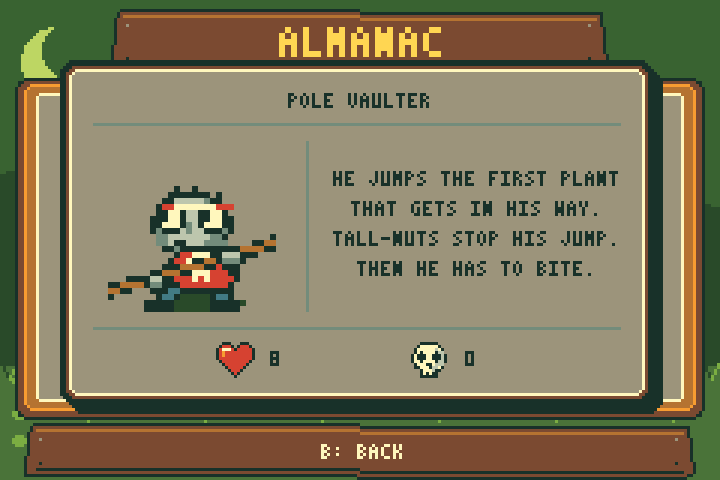 ALMANAC
POLE VAULTER
HE JUMPS THE FIRST PLANT
THAT GETS IN HIS WAY.
TALL-NUTS STOP HIS JUMP.
THEN HE HAS TO BITE.
8
0
B: BACK